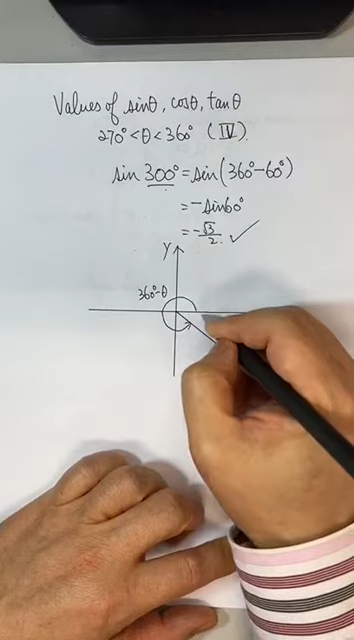 Values of sinθ, cosθ, tanθ
270° < θ < 360° (IV).
sin 300° = sin(360°-60°)
= -sin60°
= -√3/2. ✓
y
360°-θ